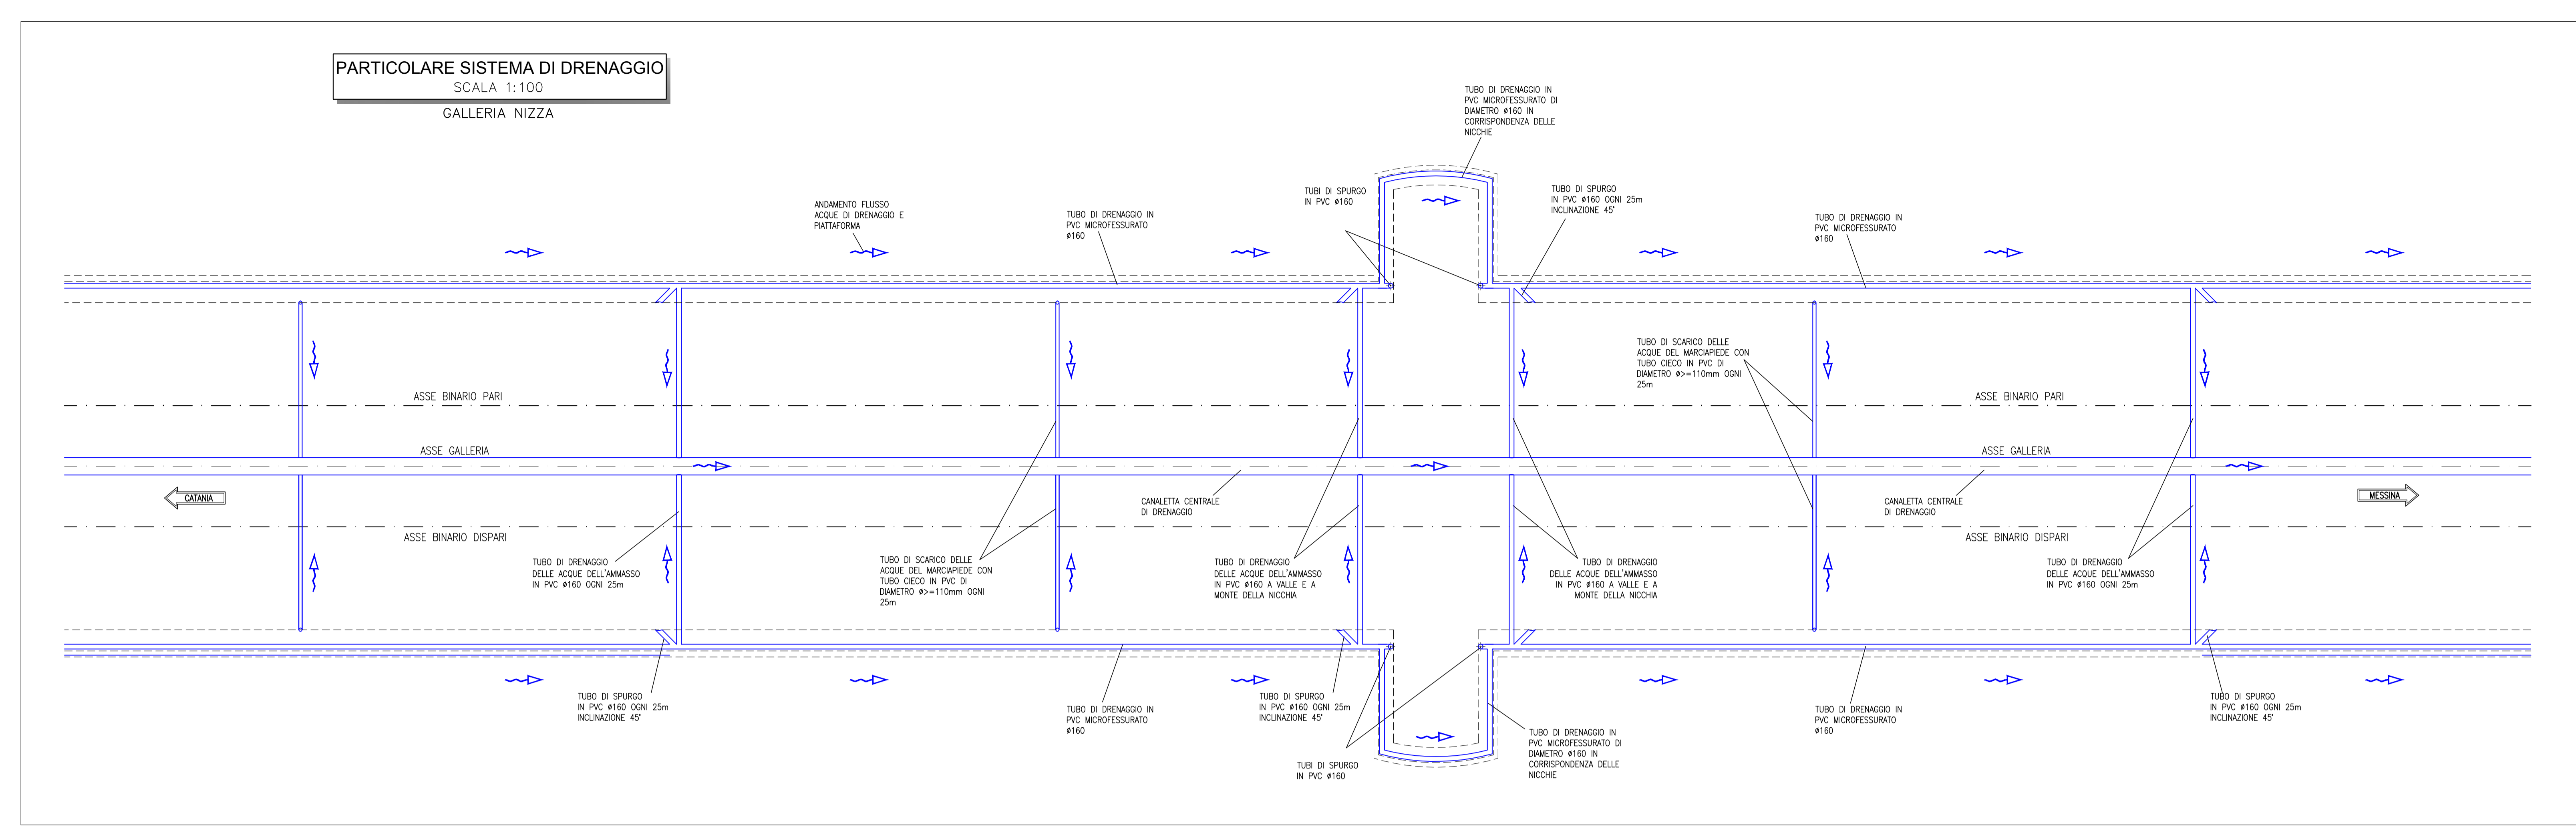 PARTICOLARE SISTEMA DI DRENAGGIO
SCALA 1:100
GALLERIA NIZZA
TUBO DI DRENAGGIO IN
PVC MICROFESSURATO DI
DIAMETRO ø160 IN
CORRISPONDENZA DELLE
NICCHIE
TUBI DI SPURGO
IN PVC ø160
TUBO DI SPURGO
IN PVC ø160 OGNI 25m
INCLINAZIONE 45°
ANDAMENTO FLUSSO
ACQUE DI DRENAGGIO E
PIATTAFORMA
TUBO DI DRENAGGIO IN
PVC MICROFESSURATO
ø160
TUBO DI DRENAGGIO IN
PVC MICROFESSURATO
ø160
TUBO DI SCARICO DELLE
ACQUE DEL MARCIAPIEDE CON
TUBO CIECO IN PVC DI
DIAMETRO ø>=110mm OGNI
25m
ASSE BINARIO PARI
ASSE BINARIO PARI
ASSE GALLERIA
ASSE GALLERIA
CATANIA
CANALETTA CENTRALE
DI DRENAGGIO
CANALETTA CENTRALE
DI DRENAGGIO
MESSINA
ASSE BINARIO DISPARI
ASSE BINARIO DISPARI
TUBO DI DRENAGGIO
DELLE ACQUE DELL'AMMASSO
IN PVC ø160 OGNI 25m
TUBO DI SCARICO DELLE
ACQUE DEL MARCIAPIEDE CON
TUBO CIECO IN PVC DI
DIAMETRO ø>=110mm OGNI
25m
TUBO DI DRENAGGIO
DELLE ACQUE DELL'AMMASSO
IN PVC ø160 A VALLE E A
MONTE DELLA NICCHIA
TUBO DI DRENAGGIO
DELLE ACQUE DELL'AMMASSO
IN PVC ø160 A VALLE E A
MONTE DELLA NICCHIA
TUBO DI DRENAGGIO
DELLE ACQUE DELL'AMMASSO
IN PVC ø160 OGNI 25m
TUBO DI SPURGO
IN PVC ø160 OGNI 25m
INCLINAZIONE 45°
TUBO DI DRENAGGIO IN
PVC MICROFESSURATO
ø160
TUBO DI SPURGO
IN PVC ø160 OGNI 25m
INCLINAZIONE 45°
TUBI DI SPURGO
IN PVC ø160
TUBO DI DRENAGGIO IN
PVC MICROFESSURATO DI
DIAMETRO ø160 IN
CORRISPONDENZA DELLE
NICCHIE
TUBO DI DRENAGGIO IN
PVC MICROFESSURATO
ø160
TUBO DI SPURGO
IN PVC ø160 OGNI 25m
INCLINAZIONE 45°